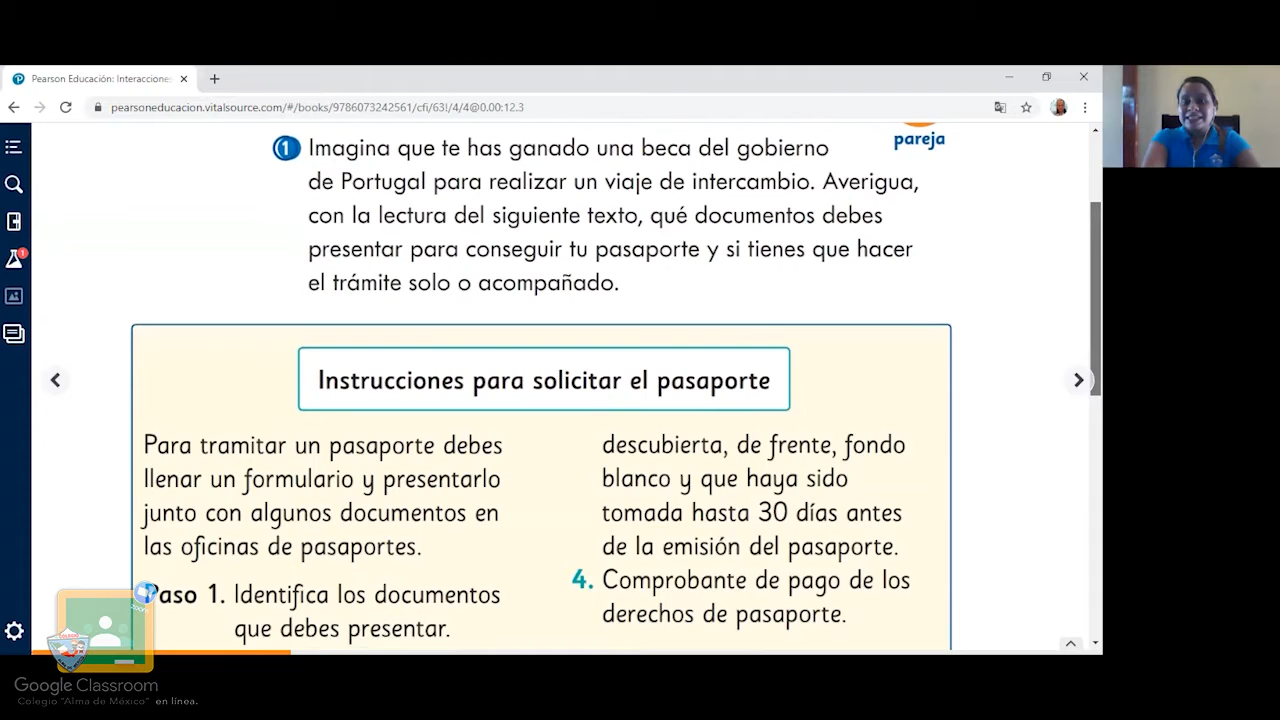 Pearson Educación: Interaccione
pearsoneducacion.vitalsource.com/#/books/9786073242561/cfi/63!/4/4@0.00:12.3
pareja
1 Imagina que te has ganado una beca del gobierno
de Portugal para realizar un viaje de intercambio. Averigua,
con la lectura del siguiente texto, qué documentos debes
presentar para conseguir tu pasaporte y si tienes que hacer
el trámite solo o acompañado.
Instrucciones para solicitar el pasaporte
Para tramitar un pasaporte debes
llenar un formulario y presentarlo
junto con algunos documentos en
las oficinas de pasaportes.
Paso 1. Identifica los documentos
que debes presentar.
descubierta, de frente, fondo
blanco y que haya sido
tomada hasta 30 días antes
de la emisión del pasaporte.
4. Comprobante de pago de los
derechos de pasaporte.
1
COLEGIO
zoom
Google Classroom
Colegio "Alma de México" en línea.